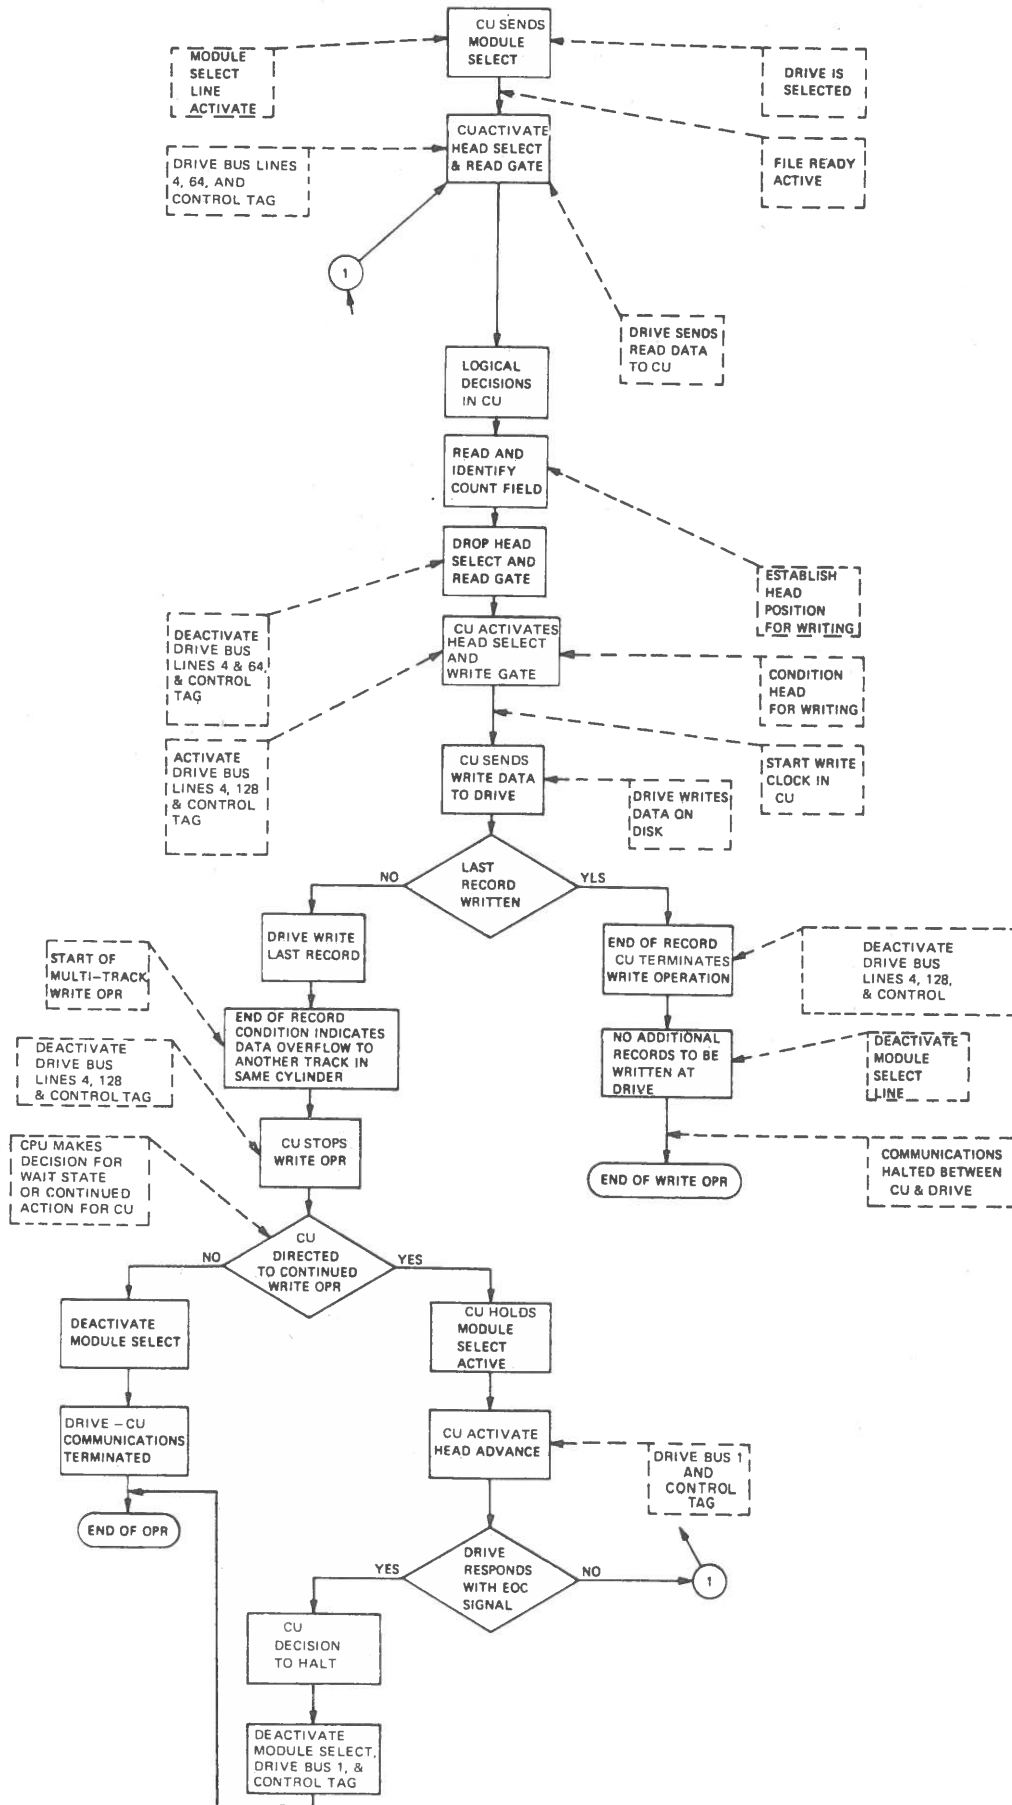 CU SENDS
MODULE
SELECT
MODULE
SELECT
LINE
ACTIVATE
DRIVE IS
SELECTED
CUACTIVATE
HEAD SELECT
& READ GATE
DRIVE BUS LINES
4, 64, AND
CONTROL TAG
FILE READY
ACTIVE
1
DRIVE SENDS
READ DATA
TO CU
LOGICAL
DECISIONS
IN CU
READ AND
IDENTIFY
COUNT FIELD
DROP HEAD
SELECT AND
READ GATE
ESTABLISH
HEAD
POSITION
FOR WRITING
DEACTIVATE
DRIVE BUS
LINES 4 & 64,
& CONTROL
TAG
CU ACTIVATES
HEAD SELECT
AND
WRITE GATE
CONDITION
HEAD
FOR WRITING
ACTIVATE
DRIVE BUS
LINES 4, 128
& CONTROL
TAG
CU SENDS
WRITE DATA
TO DRIVE
START WRITE
CLOCK IN
CU
DRIVE WRITES
DATA ON
DISK
LAST
RECORD
WRITTEN
NO
YLS
DRIVE WRITE
LAST RECORD
END OF RECORD
CU TERMINATES
WRITE OPERATION
DEACTIVATE
DRIVE BUS
LINES 4, 128,
& CONTROL
START OF
MULTI-TRACK
WRITE OPR
END OF RECORD
CONDITION INDICATES
DATA OVERFLOW TO
ANOTHER TRACK IN
SAME CYLINDER
NO ADDITIONAL
RECORDS TO BE
WRITTEN AT
DRIVE
DEACTIVATE
MODULE
SELECT
LINE
DEACTIVATE
DRIVE BUS
LINES 4, 128
& CONTROL TAG
CU STOPS
WRITE OPR
CPU MAKES
DECISION FOR
WAIT STATE
OR CONTINUED
ACTION FOR CU
END OF WRITE OPR
COMMUNICATIONS
HALTED BETWEEN
CU & DRIVE
CU
DIRECTED
TO CONTINUED
WRITE OPR
NO
YES
DEACTIVATE
MODULE SELECT
CU HOLDS
MODULE
SELECT
ACTIVE
DRIVE – CU
COMMUNICATIONS
TERMINATED
CU ACTIVATE
HEAD ADVANCE
DRIVE BUS 1
AND
CONTROL
TAG
END OF OPR
DRIVE
RESPONDS
WITH EOC
SIGNAL
YES
NO
1
CU
DECISION
TO HALT
DEACTIVATE
MODULE SELECT,
DRIVE BUS 1, &
CONTROL TAG